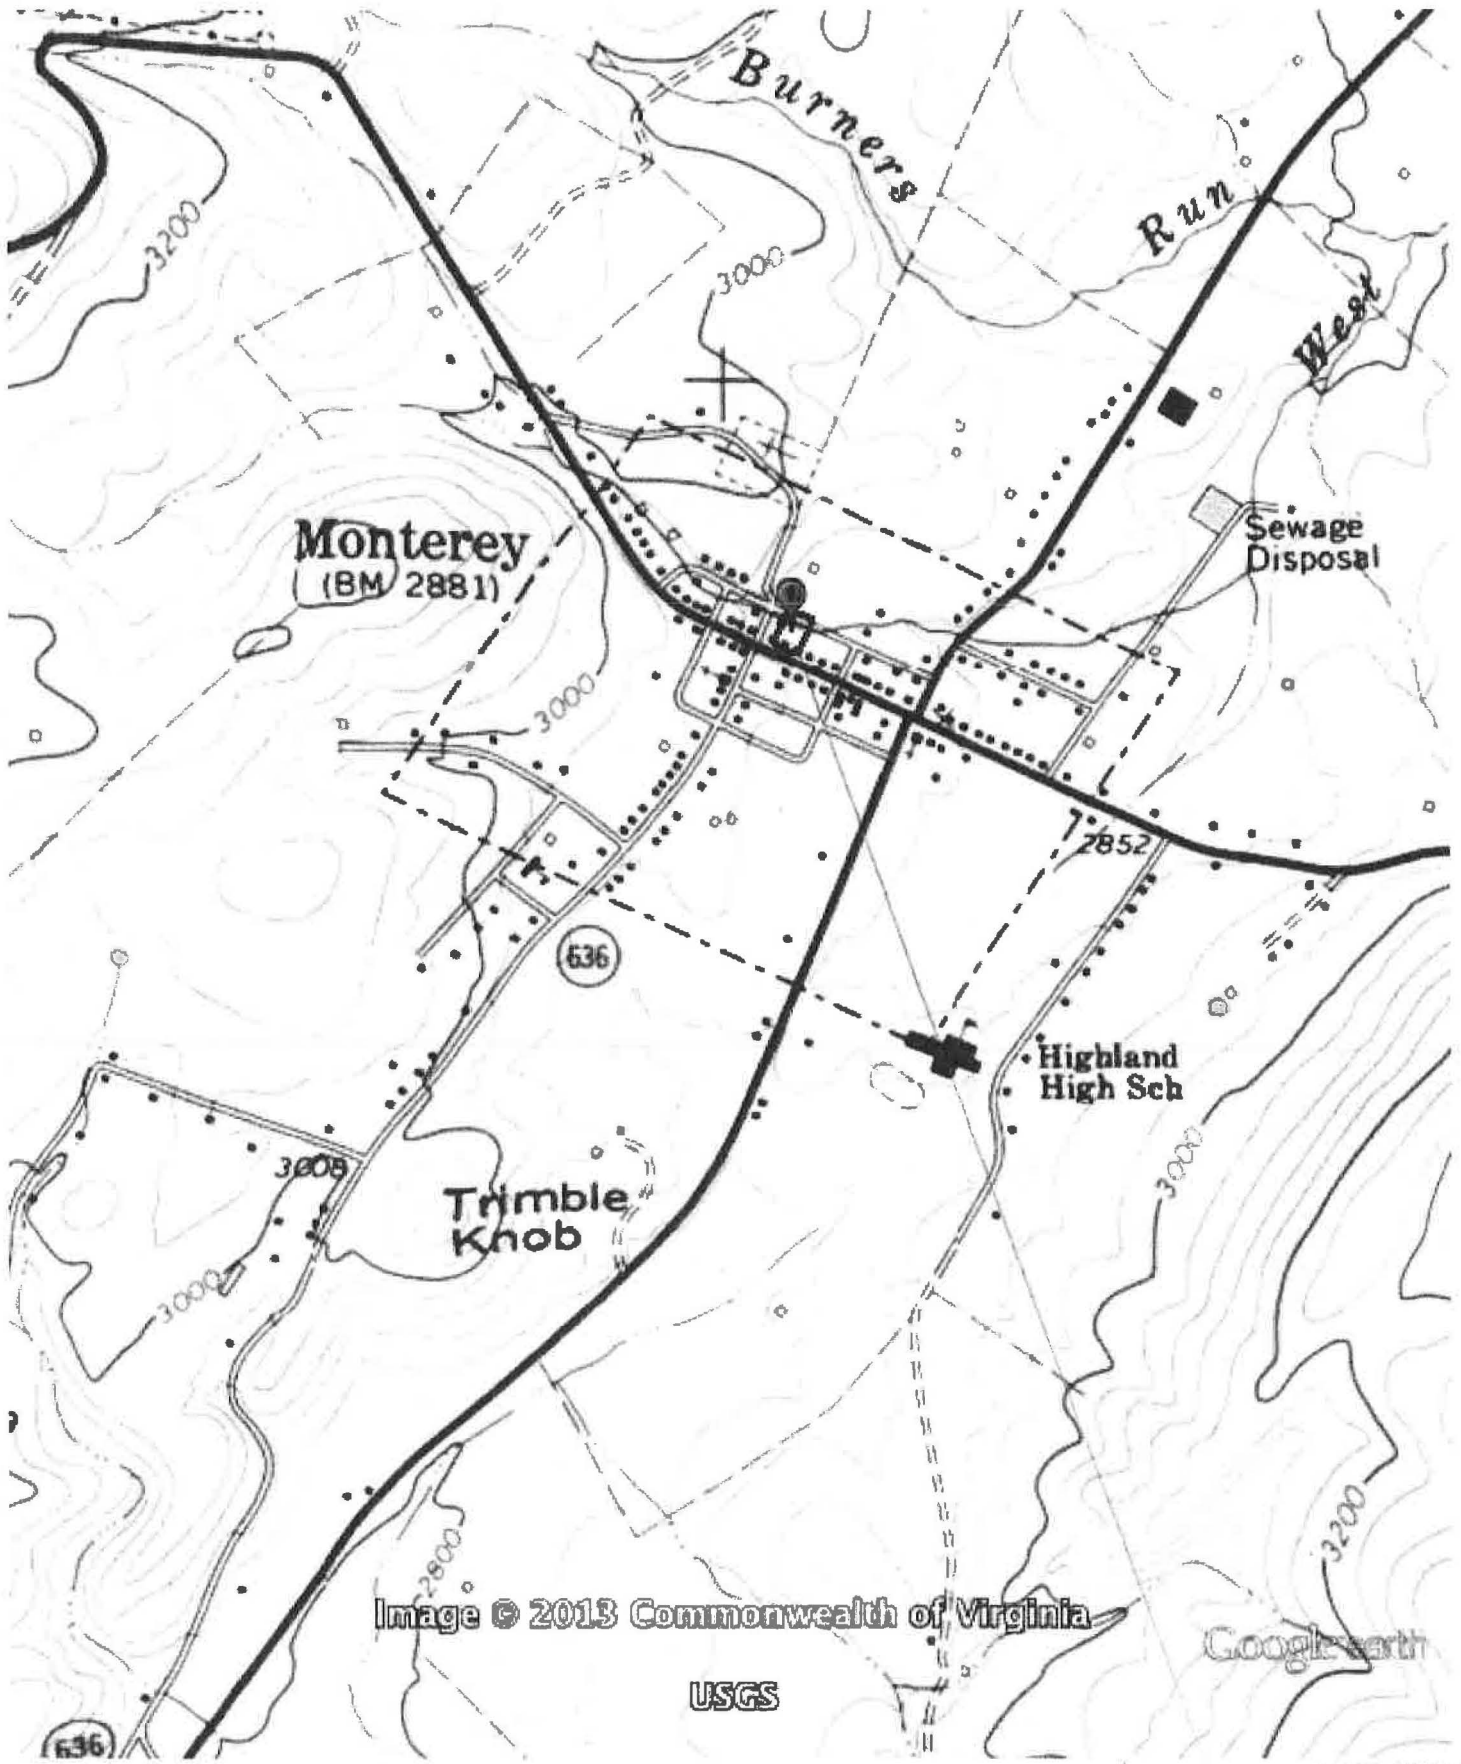 Burners
Run
3200
3000
West
Monterey
(BM 2881)
Sewage
Disposal
3000
2852
636
Highland
High Sch
3000
3008
Trimble
Knob
3000
2800
3200
Image © 2013 Commonwealth of Virginia
Google earth
USGS
636